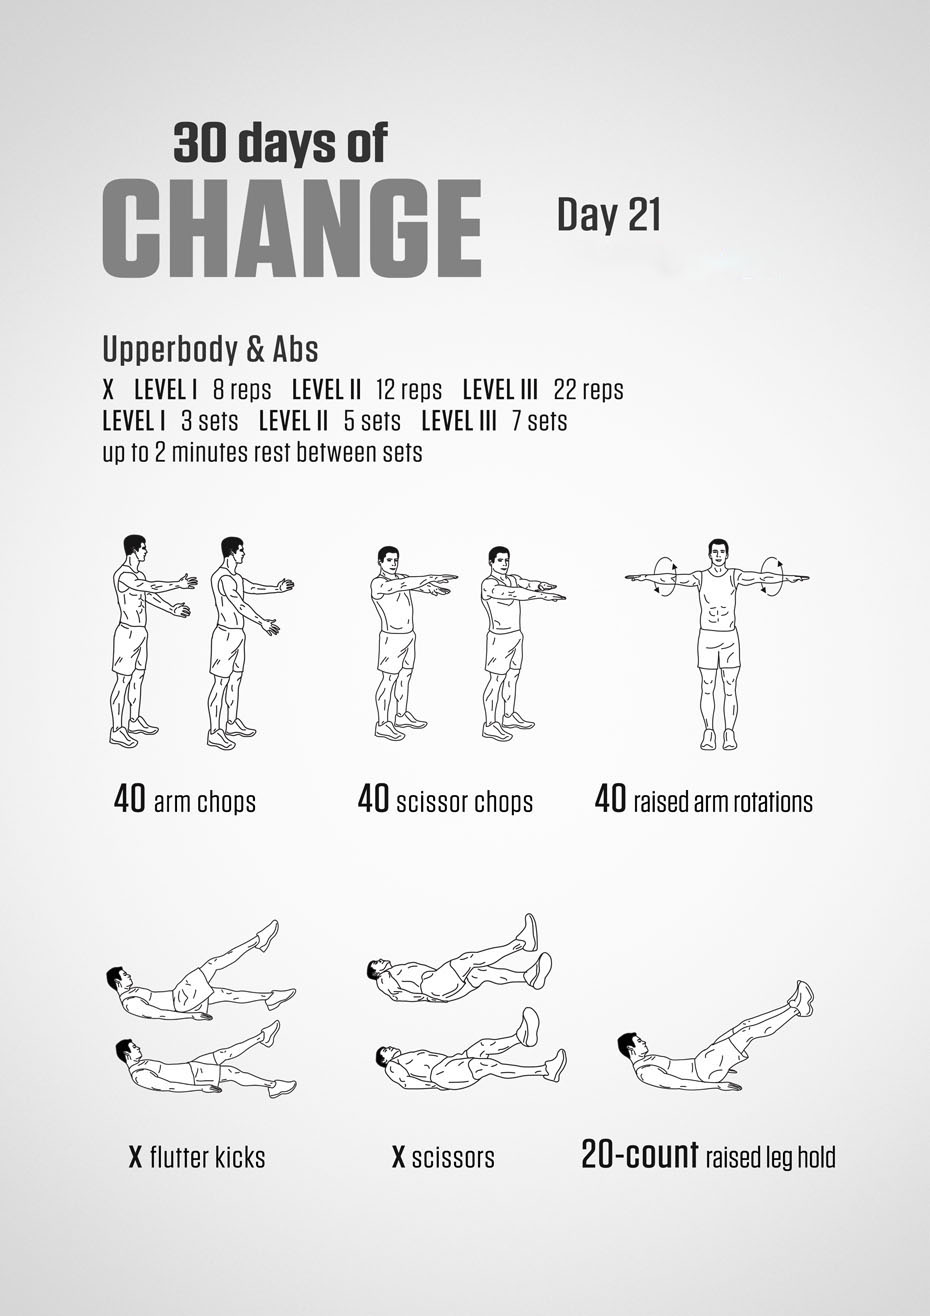 30 days of
CHANGE
Day 21
Upperbody & Abs
X LEVEL I 8 reps LEVEL II 12 reps LEVEL III 22 reps
LEVEL I 3 sets LEVEL II 5 sets LEVEL III 7 sets
up to 2 minutes rest between sets
40 arm chops
40 scissor chops
40 raised arm rotations
X flutter kicks
X scissors
20-count raised leg hold